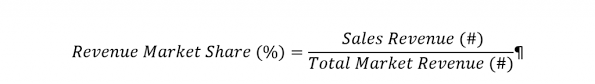 Revenue Market Share (%) = Sales Revenue (#) / Total Market Revenue (#)¶